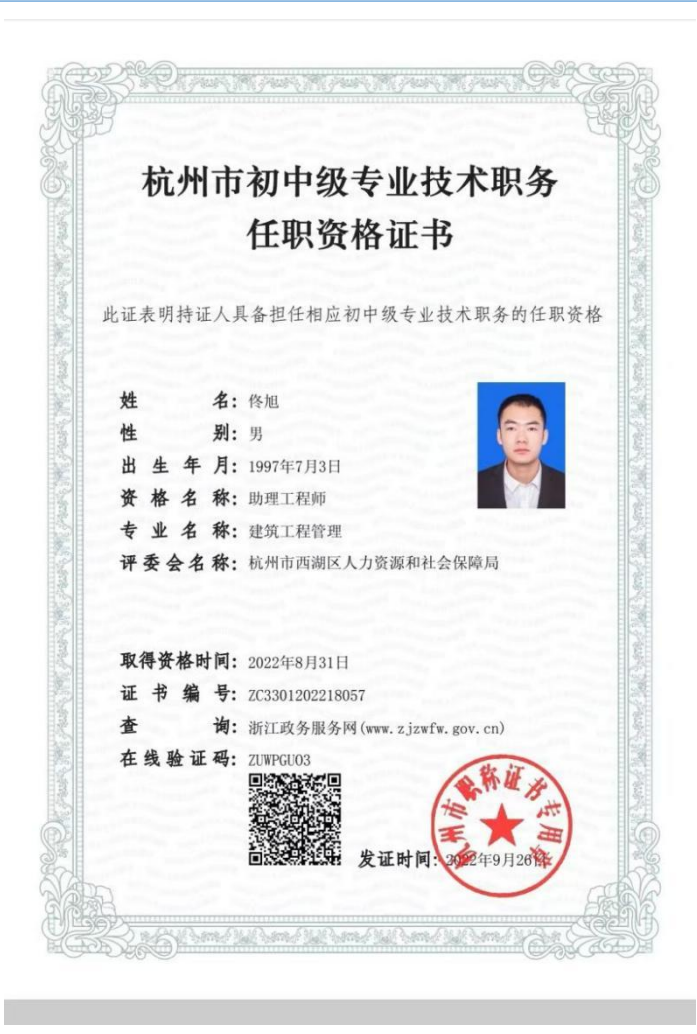 杭州市初中级专业技术职务
任职资格证书
此证表明持证人具备担任相应初中级专业技术职务的任职资格
姓名：佟旭
性别：男
出生年月：1997年7月3日
资格名称：助理工程师
专业名称：建筑工程管理
评委会名称：杭州市西湖区人力资源和社会保障局
取得资格时间：2022年8月31日
证书编号：ZC3301202218057
查询：浙江政务服务网(www.zjzwfw.gov.cn)
在线验证码：ZUWPGUO3
杭州市职称证书专用章
发证时间：2022年9月26日